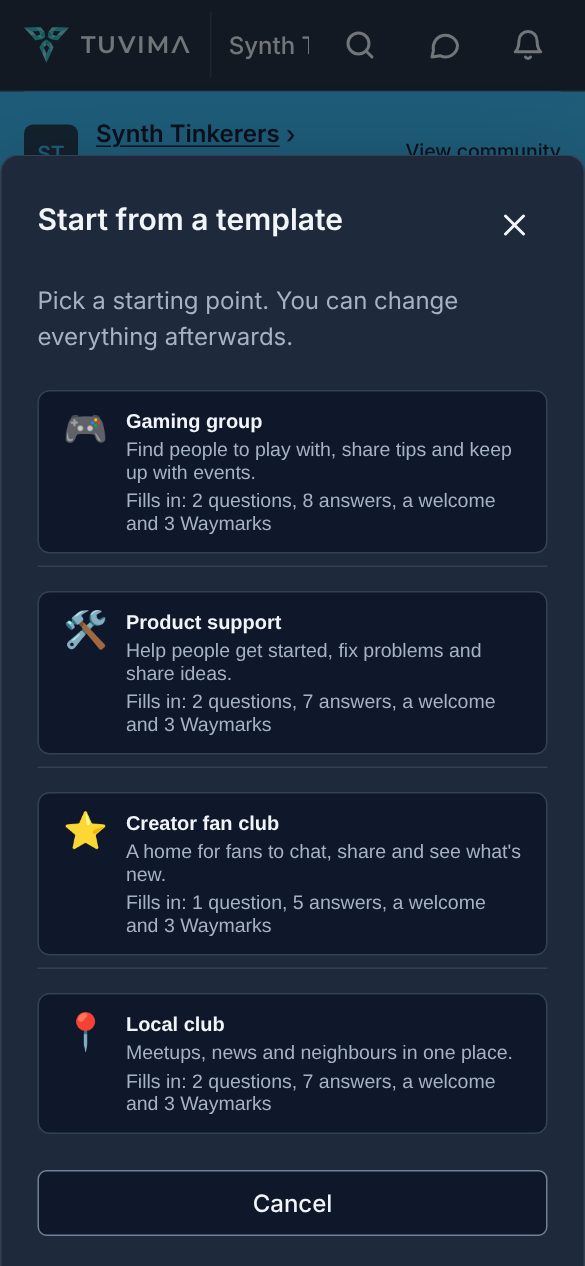 TUVIMA
Synth
ST
Synth Tinkerers ›
View community
Start from a template
Pick a starting point. You can change
everything afterwards.
Gaming group
Find people to play with, share tips and keep
up with events.
Fills in: 2 questions, 8 answers, a welcome
and 3 Waymarks
Product support
Help people get started, fix problems and
share ideas.
Fills in: 2 questions, 7 answers, a welcome
and 3 Waymarks
Creator fan club
A home for fans to chat, share and see what's
new.
Fills in: 1 question, 5 answers, a welcome
and 3 Waymarks
Local club
Meetups, news and neighbours in one place.
Fills in: 2 questions, 7 answers, a welcome
and 3 Waymarks
Cancel